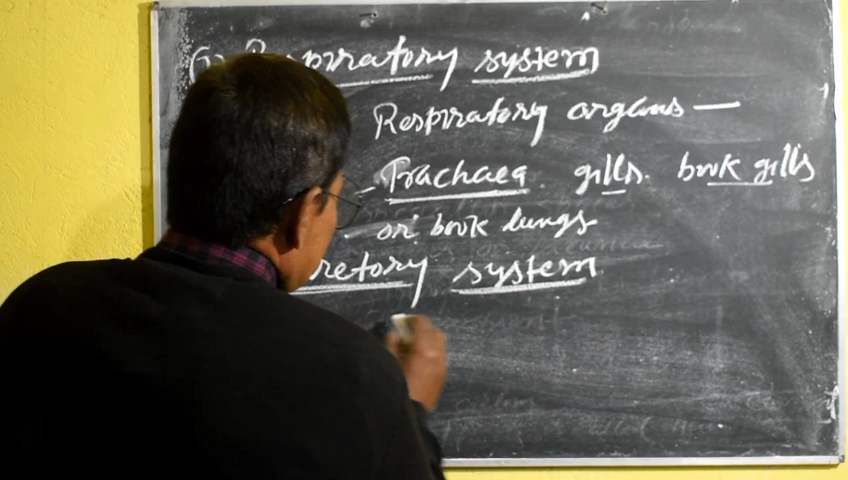 Respiratory system
Respiratory organs —
Trachaea. gills. book gills
or book lungs
retory system